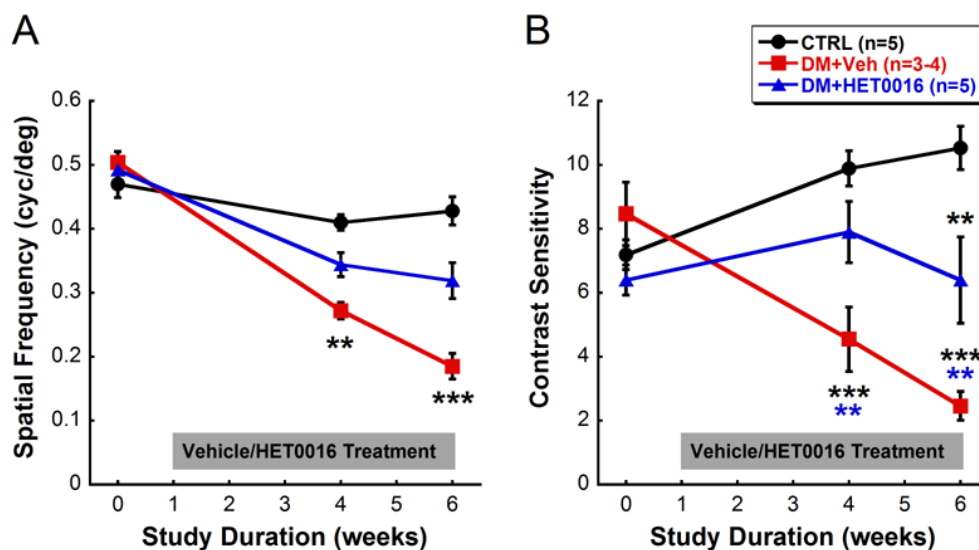 A
B
CTRL (n=5)
DM+Veh (n=3-4)
DM+HET0016 (n=5)
Spatial Frequency (cyc/deg)
0.6
0.5
0.4
0.3
0.2
0.1
0
**
***
Vehicle/HET0016 Treatment
0 1 2 3 4 5 6
Study Duration (weeks)
Contrast Sensitivity
12
10
8
6
4
2
0
**
***
**
***
**
Vehicle/HET0016 Treatment
0 1 2 3 4 5 6
Study Duration (weeks)